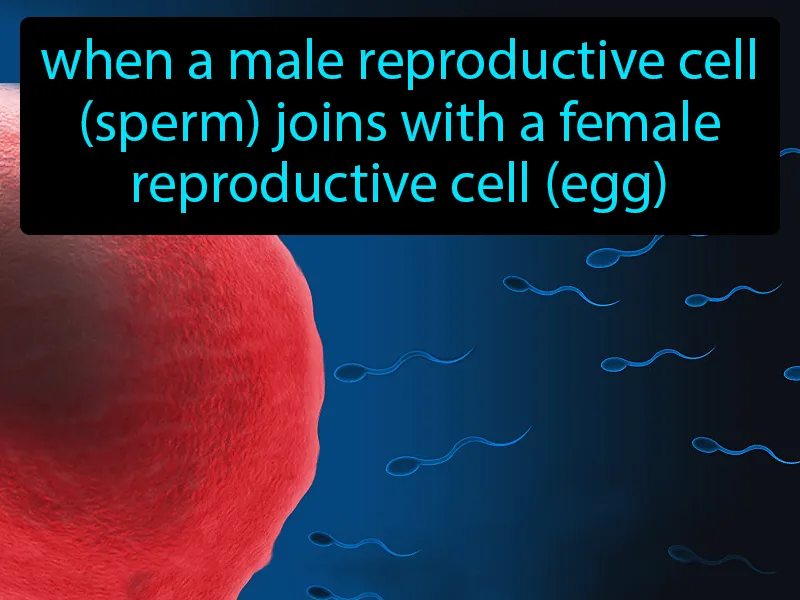 when a male reproductive cell
(sperm) joins with a female
reproductive cell (egg)